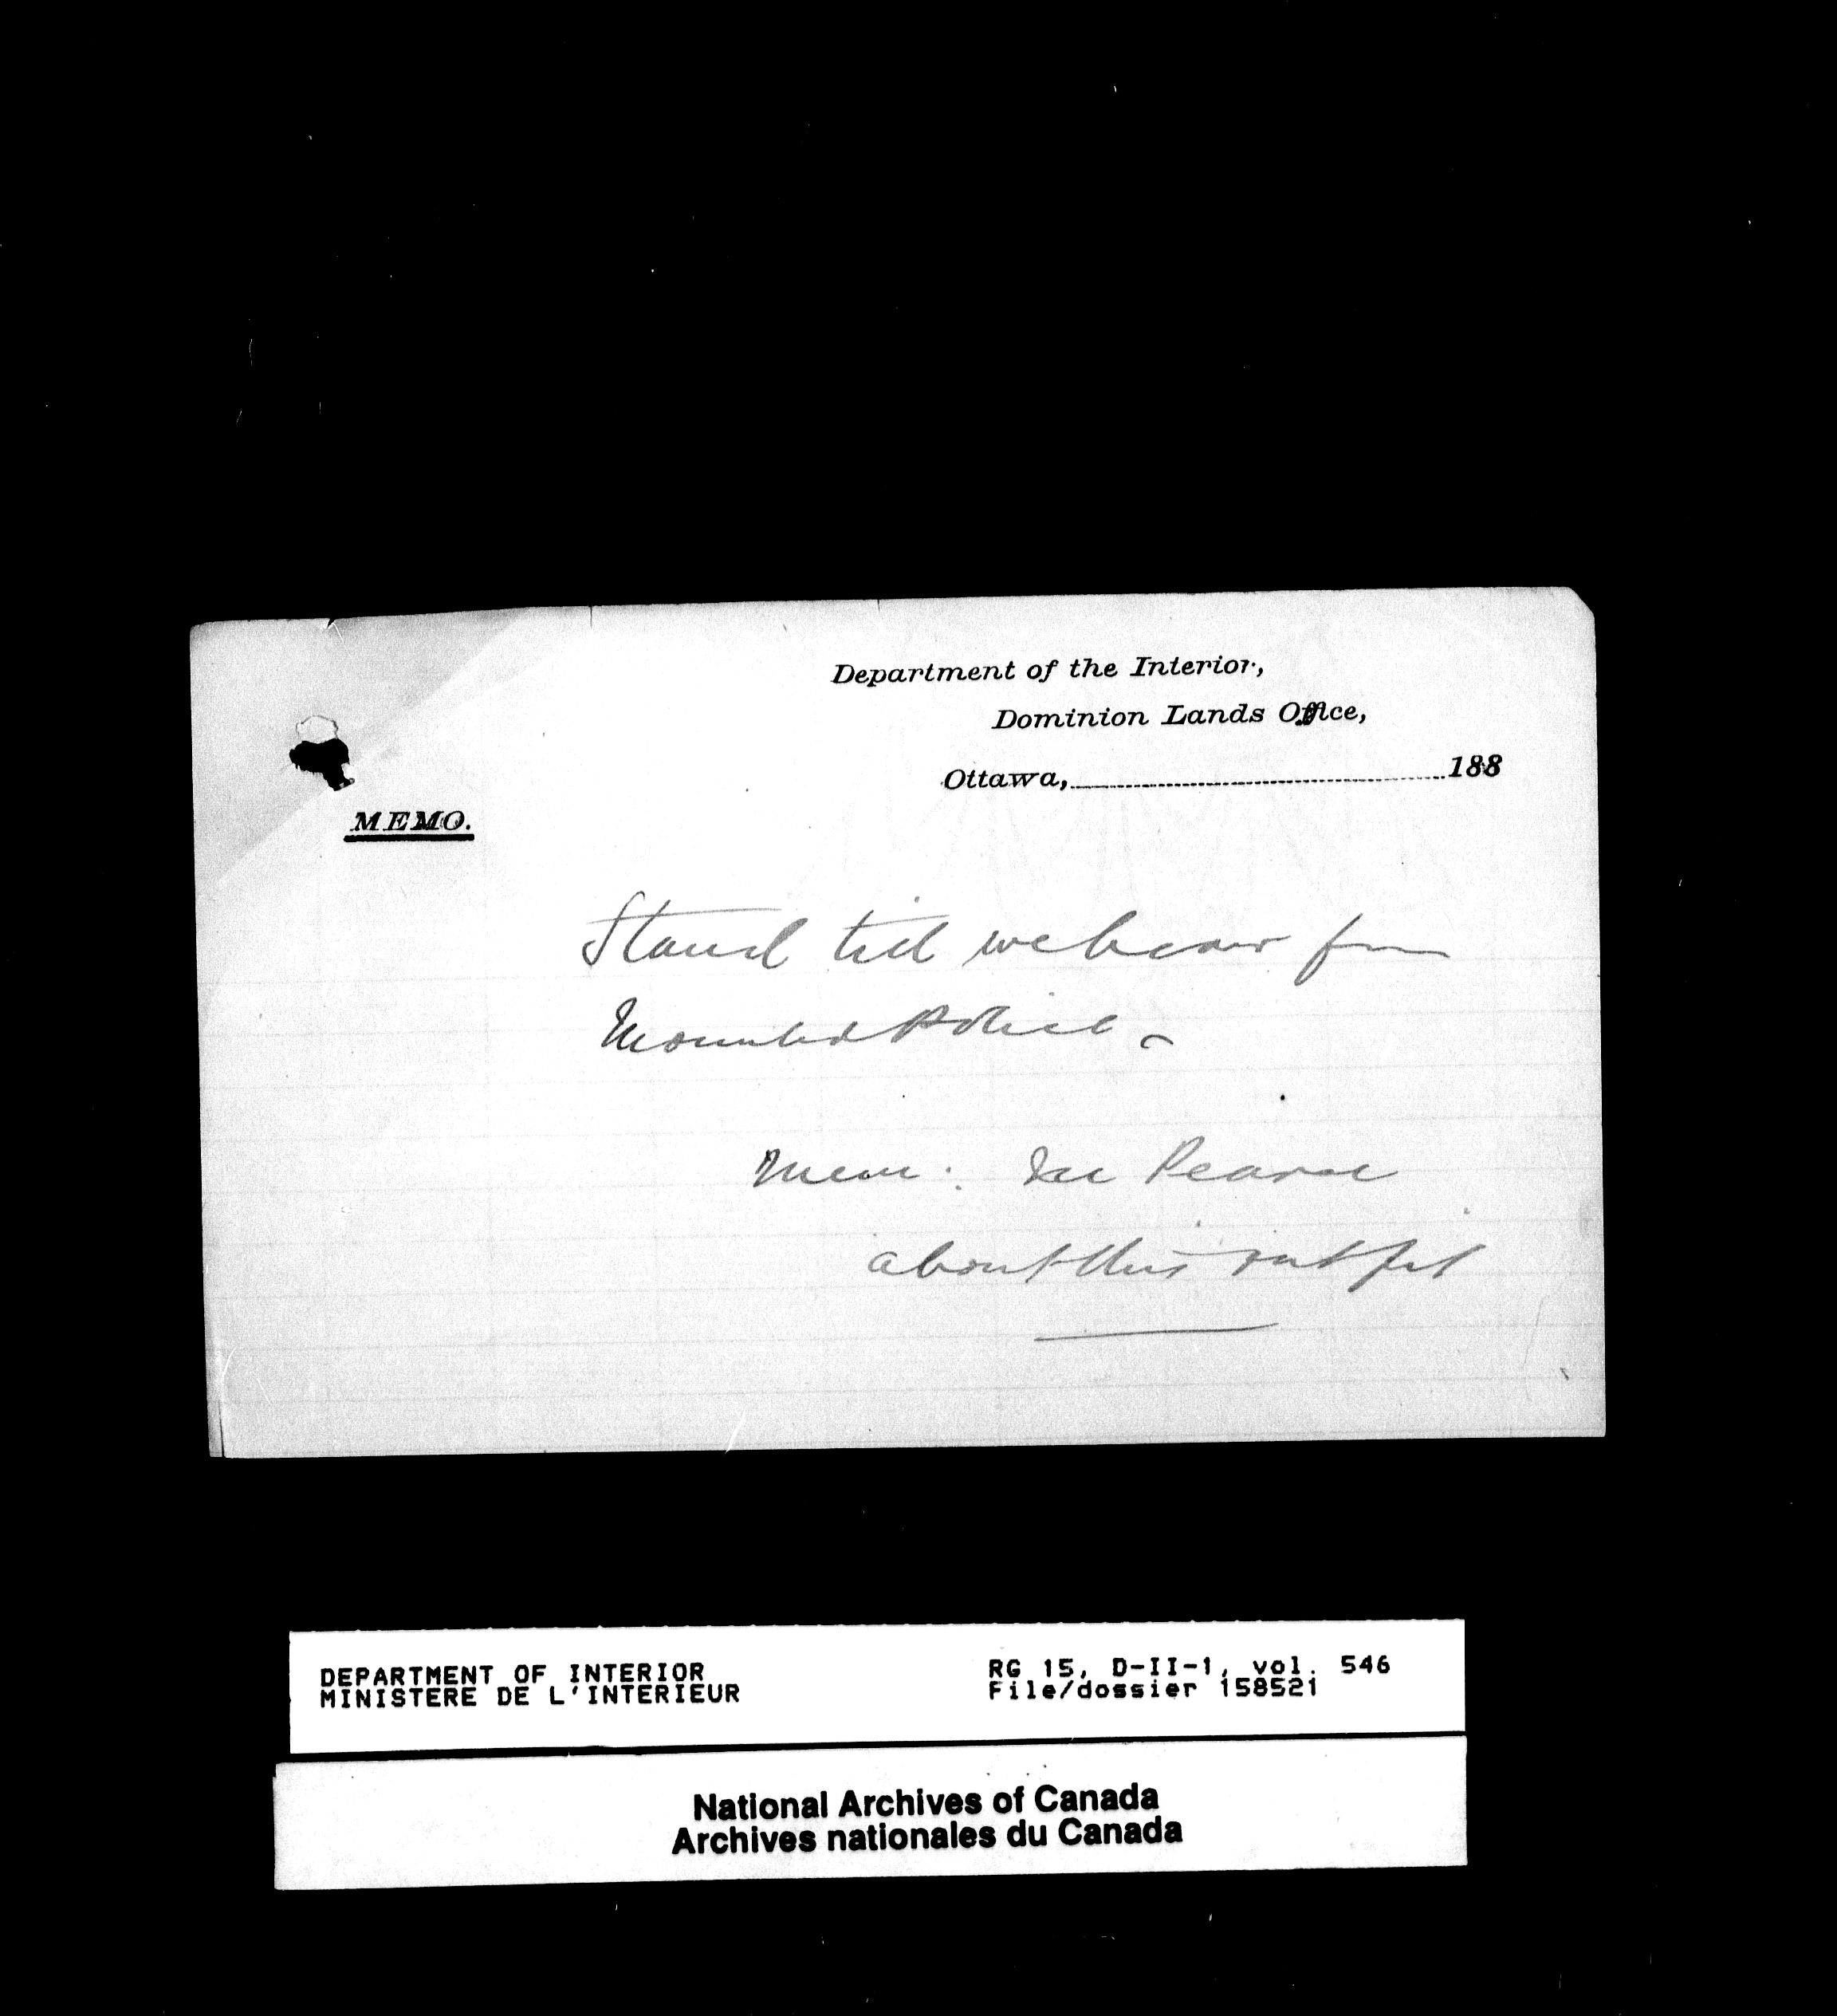 Department of the Interior,
Dominion Lands Office,
Ottawa, 188
MEMO.
Stand till we hear from
Mounted Police
Mem: Pearce
about this outfit
DEPARTMENT OF INTERIOR
MINISTERE DE L'INTERIEUR
RG 15, D-II-1, vol. 546
File/dossier 158521
National Archives of Canada
Archives nationales du Canada